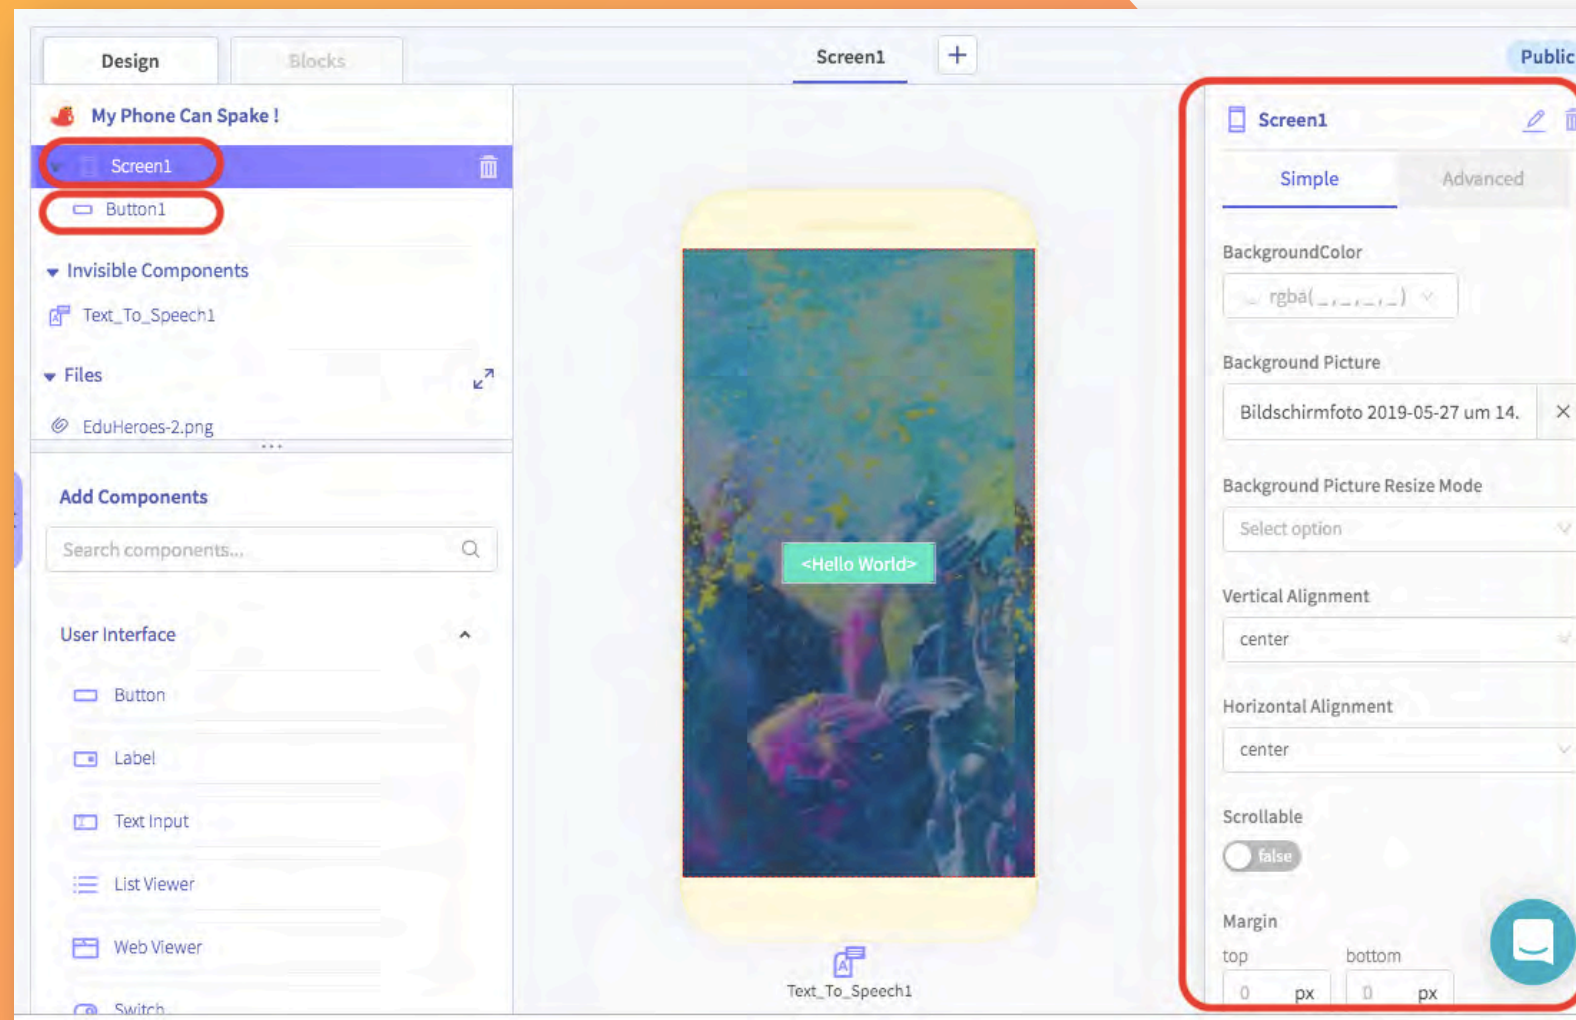 Design
Blocks
Screen1
+
Public
My Phone Can Spake !
Screen1
Button1
Invisible Components
Text_To_Speech1
Files
EduHeroes-2.png
Add Components
Search components...
User Interface
Button
Label
Text Input
List Viewer
Web Viewer
Switch
<Hello World>
Text_To_Speech1
Screen1
Simple
Advanced
BackgroundColor
rgba(_,_,_,_)
Background Picture
Bildschirmfoto 2019-05-27 um 14.
Background Picture Resize Mode
Select option
Vertical Alignment
center
Horizontal Alignment
center
Scrollable
false
Margin
top bottom
0 px 0 px